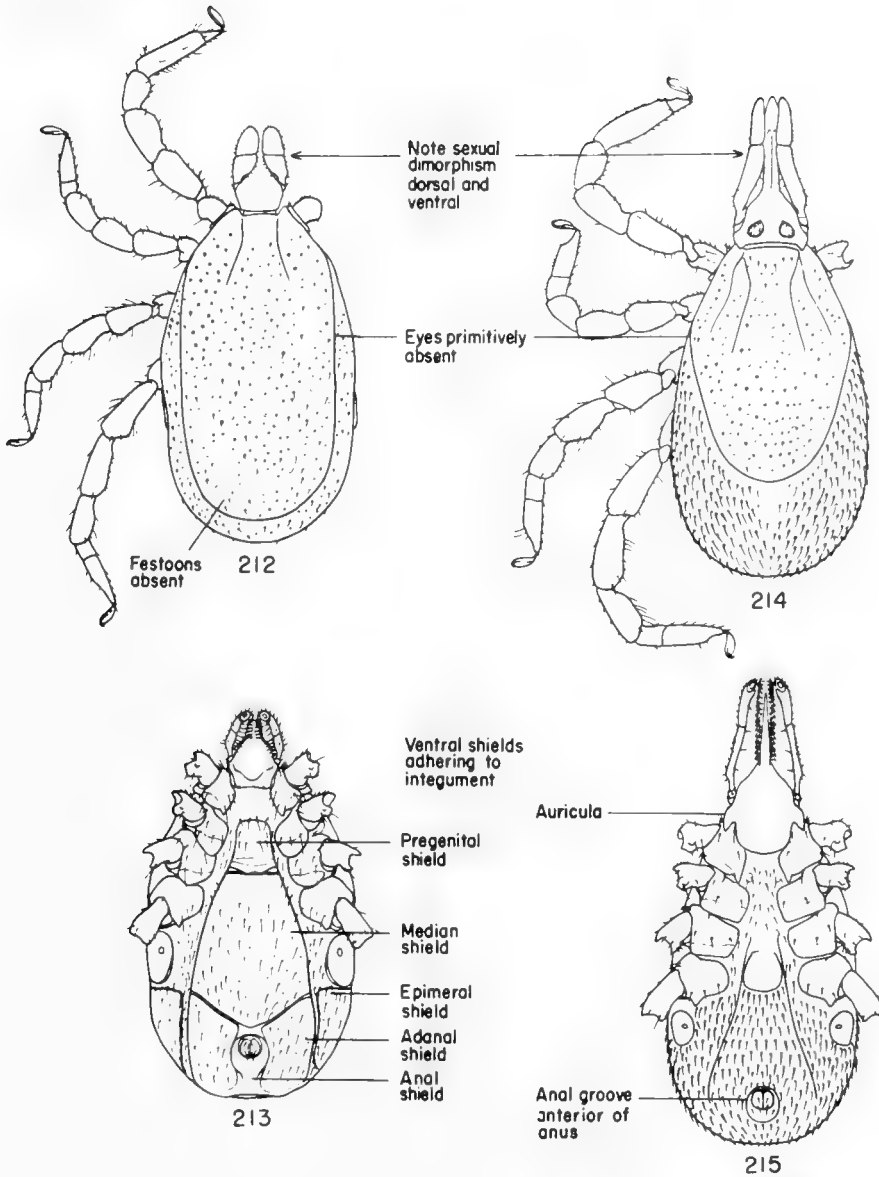 Note sexual
dimorphism
dorsal and
ventral
Eyes primitively
absent
Festoons
absent
212
214
Ventral shields
adhering to
integument
Pregenital
shield
Median
shield
Epimeral
shield
Adanal
shield
Anal
shield
213
Auricula
Anal groove
anterior of
anus
215